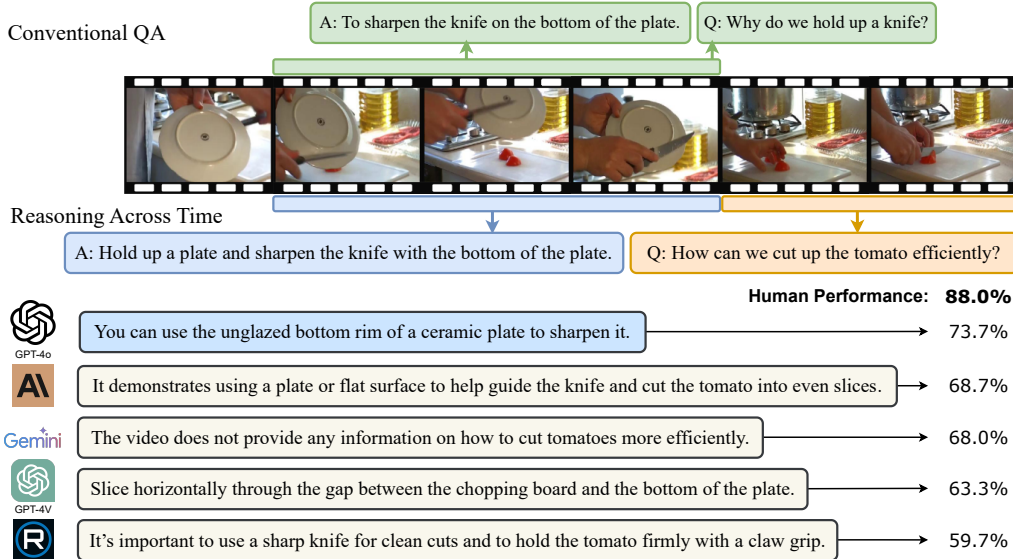 Conventional QA
A: To sharpen the knife on the bottom of the plate.
Q: Why do we hold up a knife?
Reasoning Across Time
A: Hold up a plate and sharpen the knife with the bottom of the plate.
Q: How can we cut up the tomato efficiently?
Human Performance: 88.0%
GPT-4o
You can use the unglazed bottom rim of a ceramic plate to sharpen it.
73.7%
A\
It demonstrates using a plate or flat surface to help guide the knife and cut the tomato into even slices.
68.7%
Gemini
The video does not provide any information on how to cut tomatoes more efficiently.
68.0%
GPT-4V
Slice horizontally through the gap between the chopping board and the bottom of the plate.
63.3%
R
It's important to use a sharp knife for clean cuts and to hold the tomato firmly with a claw grip.
59.7%